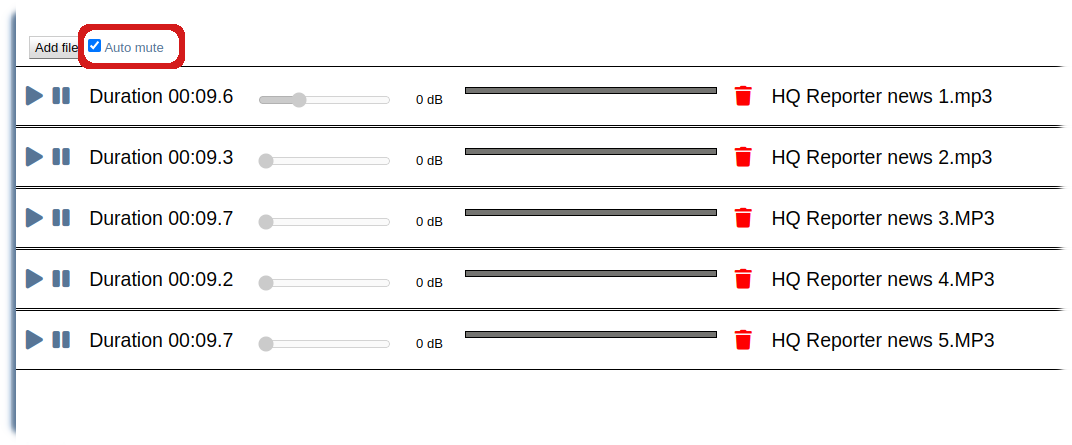 Add file Auto mute
Duration 00:09.6 0 dB HQ Reporter news 1.mp3
Duration 00:09.3 0 dB HQ Reporter news 2.mp3
Duration 00:09.7 0 dB HQ Reporter news 3.MP3
Duration 00:09.2 0 dB HQ Reporter news 4.MP3
Duration 00:09.7 0 dB HQ Reporter news 5.MP3